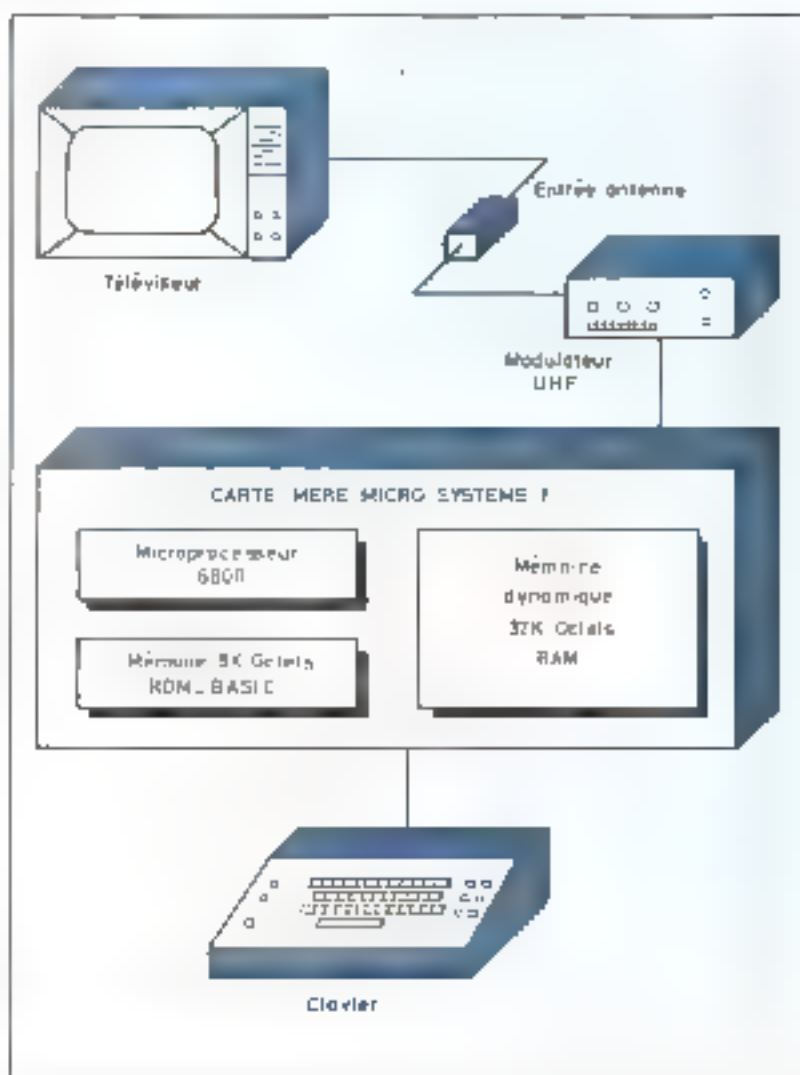 Entrée antenne
Téléviseur
Modulateur
UHF
CARTE MERE MICRO SYSTEMES
Microprocesseur
6800
Mémoire
dynamique
32K Octets
RAM
Mémoire Octets
ROM BASIC
Clavier